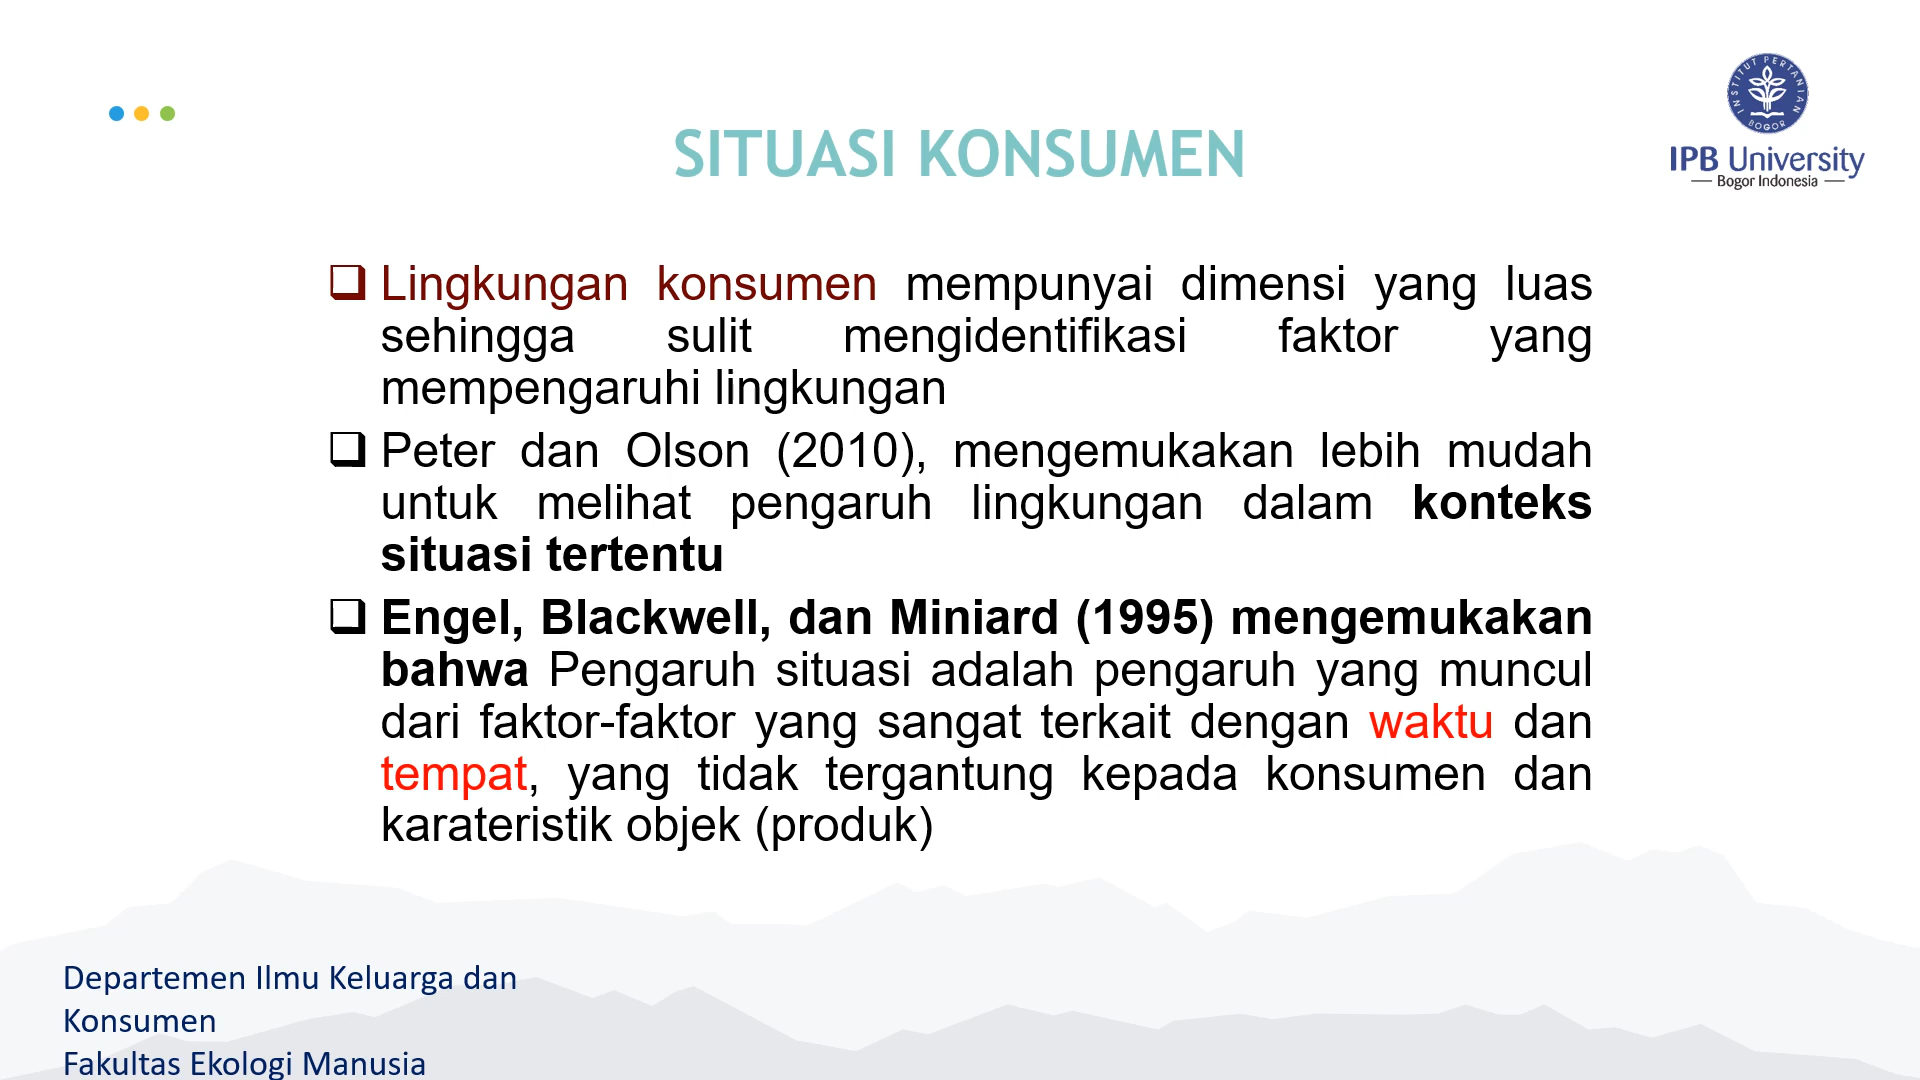 SITUASI KONSUMEN
INSTITUT PERTANIAN
BOGOR
IPB University
Bogor Indonesia
Lingkungan konsumen mempunyai dimensi yang luas
sehingga sulit mengidentifikasi faktor yang
mempengaruhi lingkungan
Peter dan Olson (2010), mengemukakan lebih mudah
untuk melihat pengaruh lingkungan dalam konteks
situasi tertentu
Engel, Blackwell, dan Miniard (1995) mengemukakan
bahwa Pengaruh situasi adalah pengaruh yang muncul
dari faktor-faktor yang sangat terkait dengan waktu dan
tempat, yang tidak tergantung kepada konsumen dan
karateristik objek (produk)
Departemen Ilmu Keluarga dan
Konsumen
Fakultas Ekologi Manusia